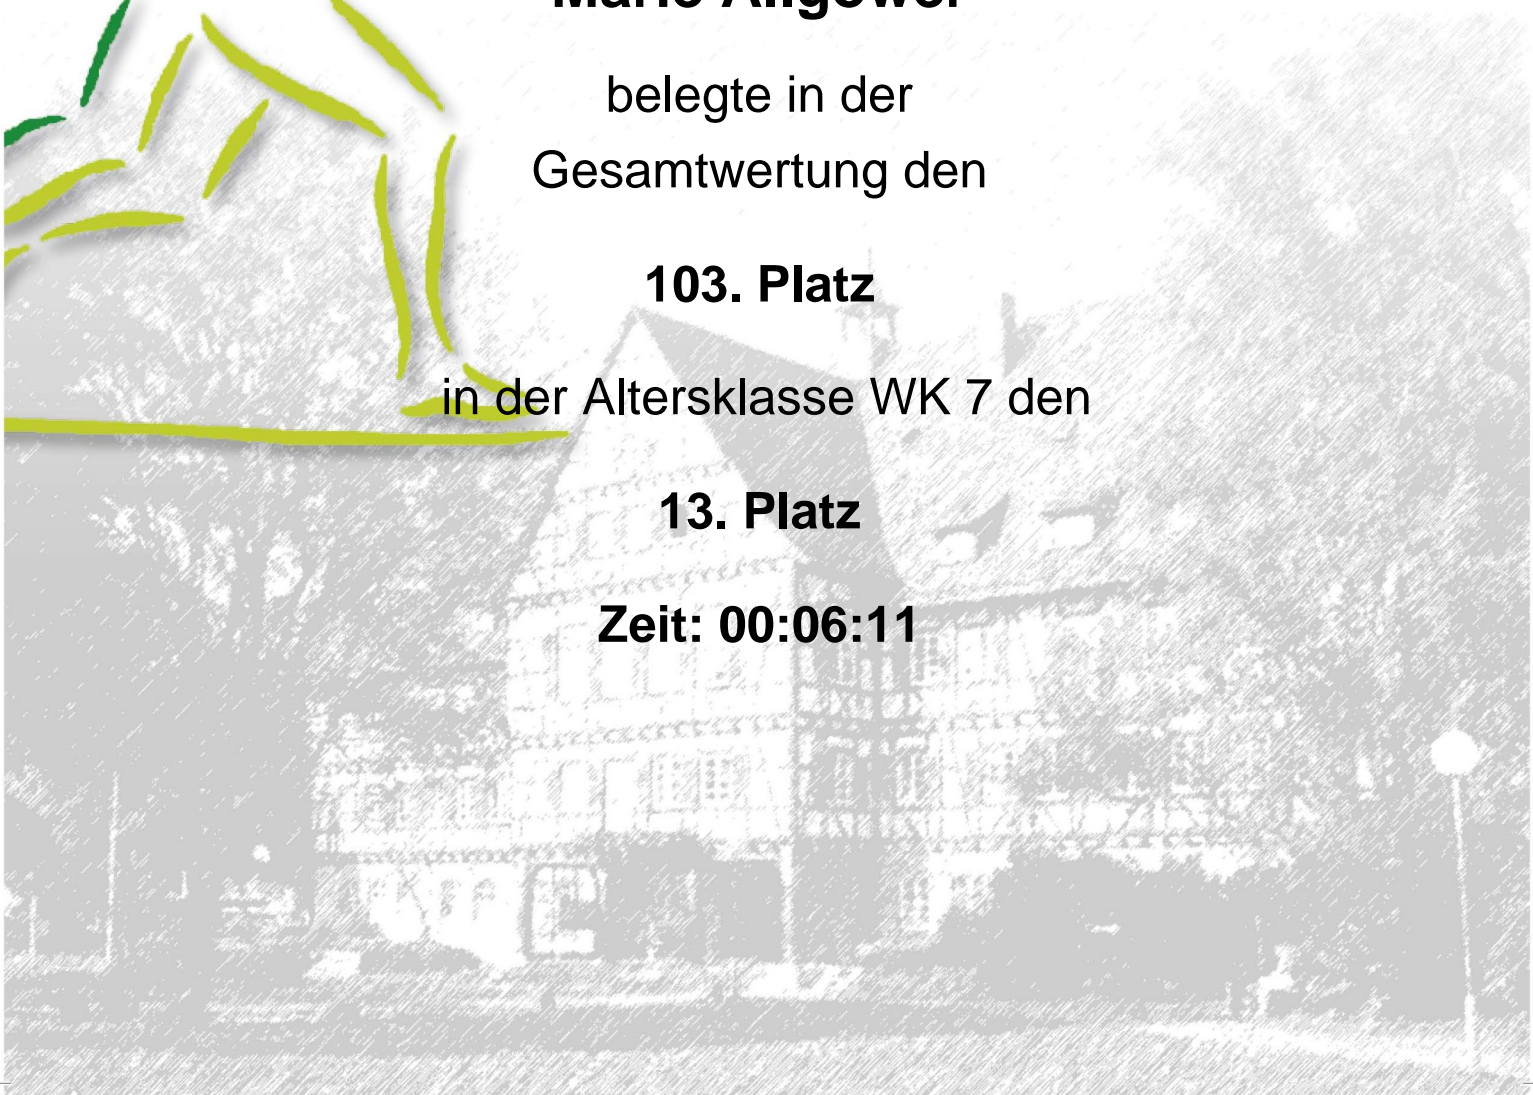 belegte in der
Gesamtwertung den
103. Platz
in der Altersklasse WK 7 den
13. Platz
Zeit: 00:06:11